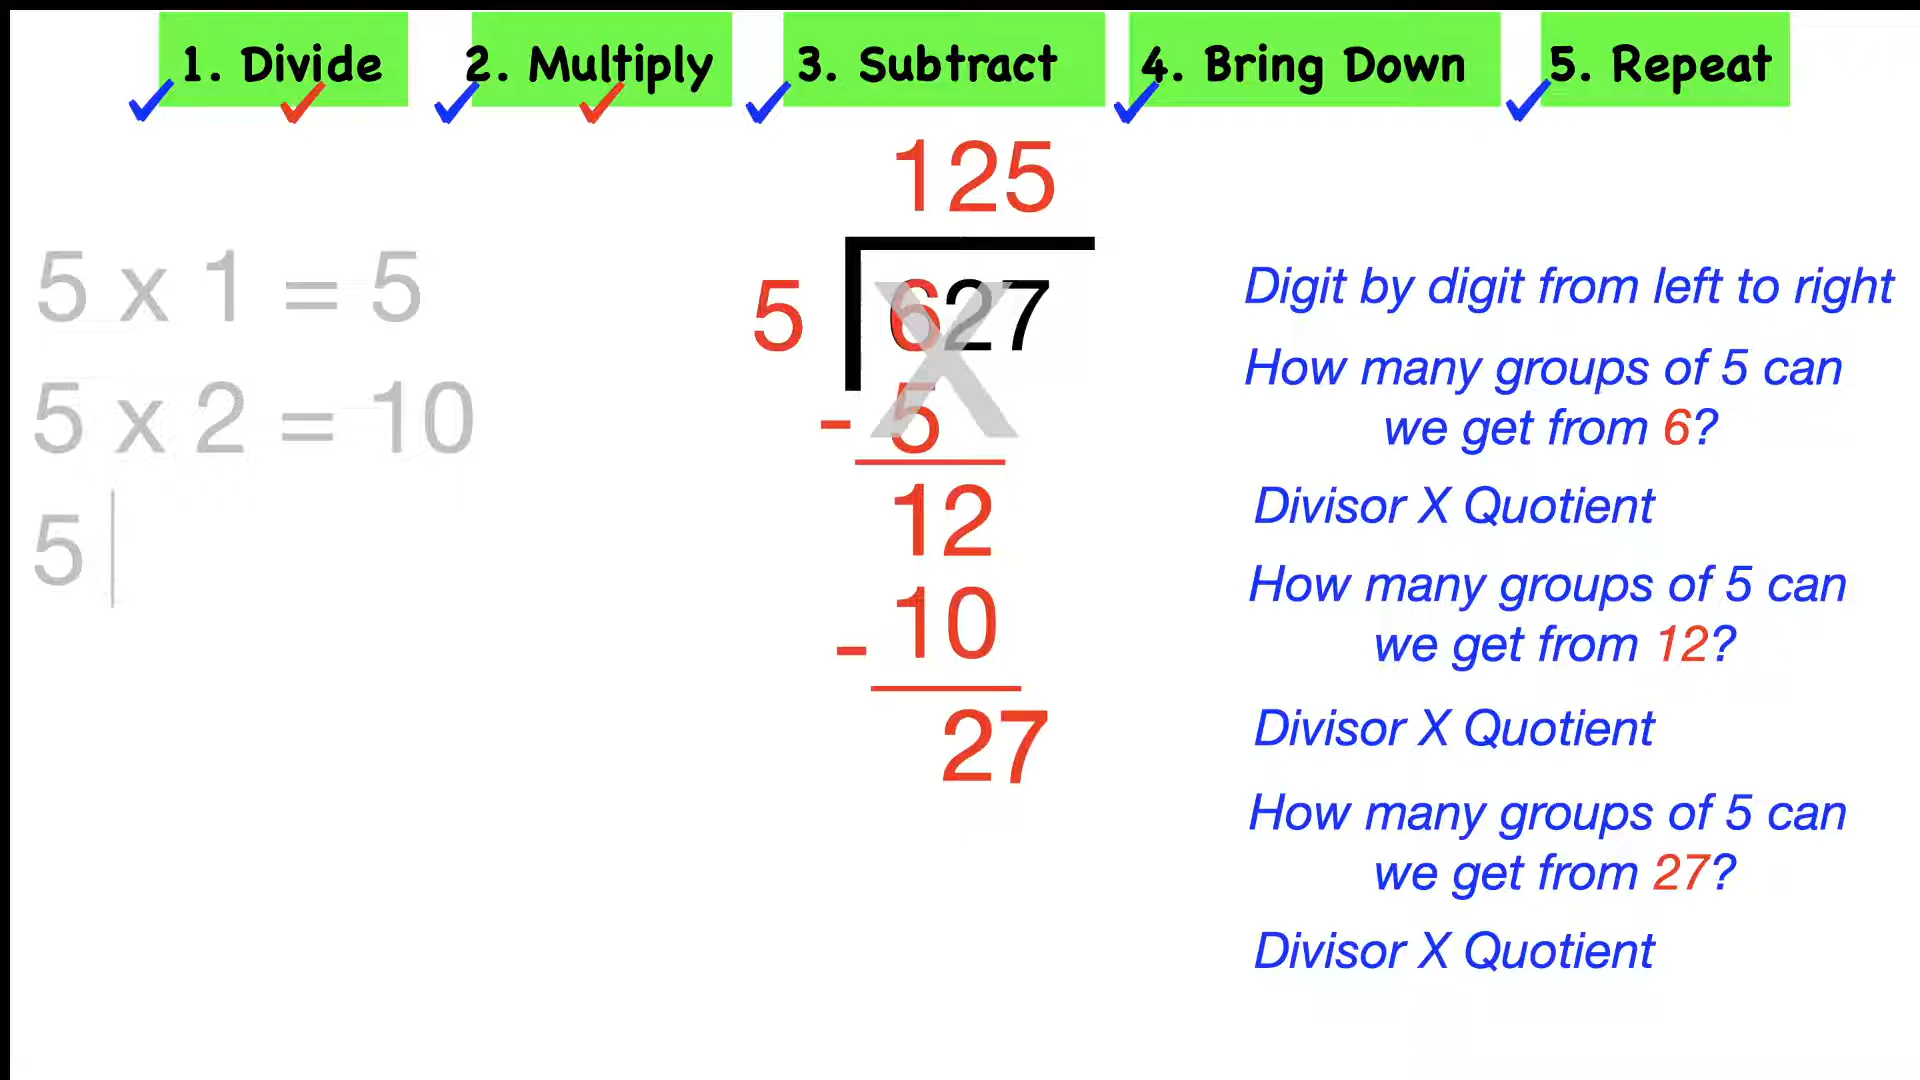 1. Divide 2. Multiply 3. Subtract 4. Bring Down 5. Repeat
125
5 627
X
- 5
12
- 10
27
5 x 1 = 5
5 x 2 = 10
5
Digit by digit from left to right
How many groups of 5 can
we get from 6?
Divisor X Quotient
How many groups of 5 can
we get from 12?
Divisor X Quotient
How many groups of 5 can
we get from 27?
Divisor X Quotient